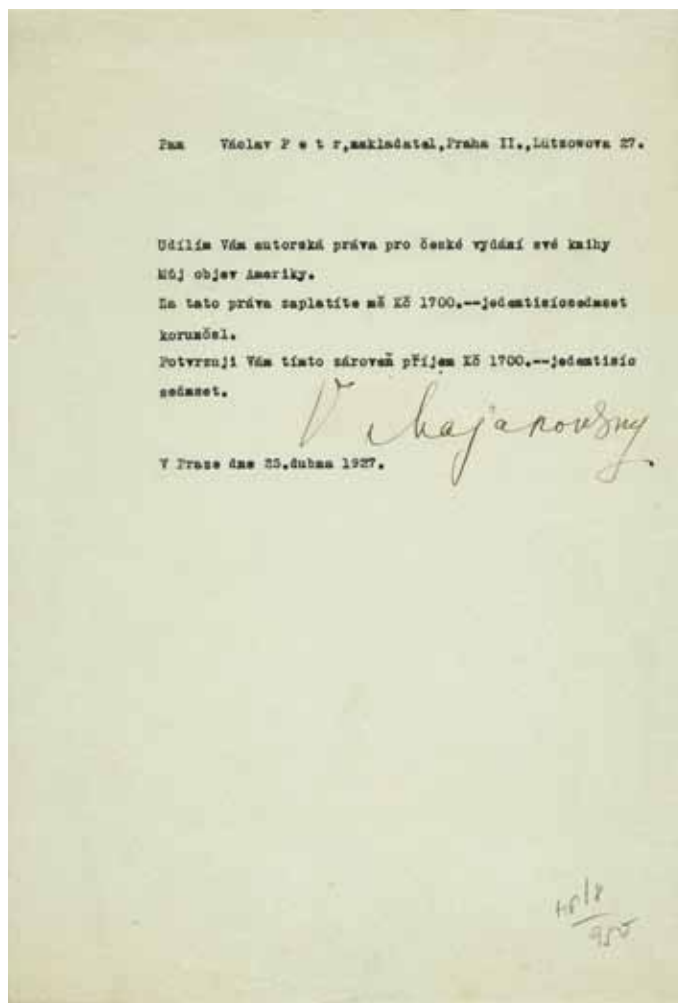 Pan Václav P e t r,nakladatel,Praha II.,Lützowova 27.
Udílím Vám autorská práva pro české vydání své knihy
Můj objev Ameriky.
Za tato práva zaplatíte mě Kč 1700.--jedentisícsedmset
korunčsl.
Potvrzuji Vám tímto zároveň příjem Kč 1700.--jedentisíc
sedmset.
V Majakovsky
V Praze dne 25.dubna 1927.